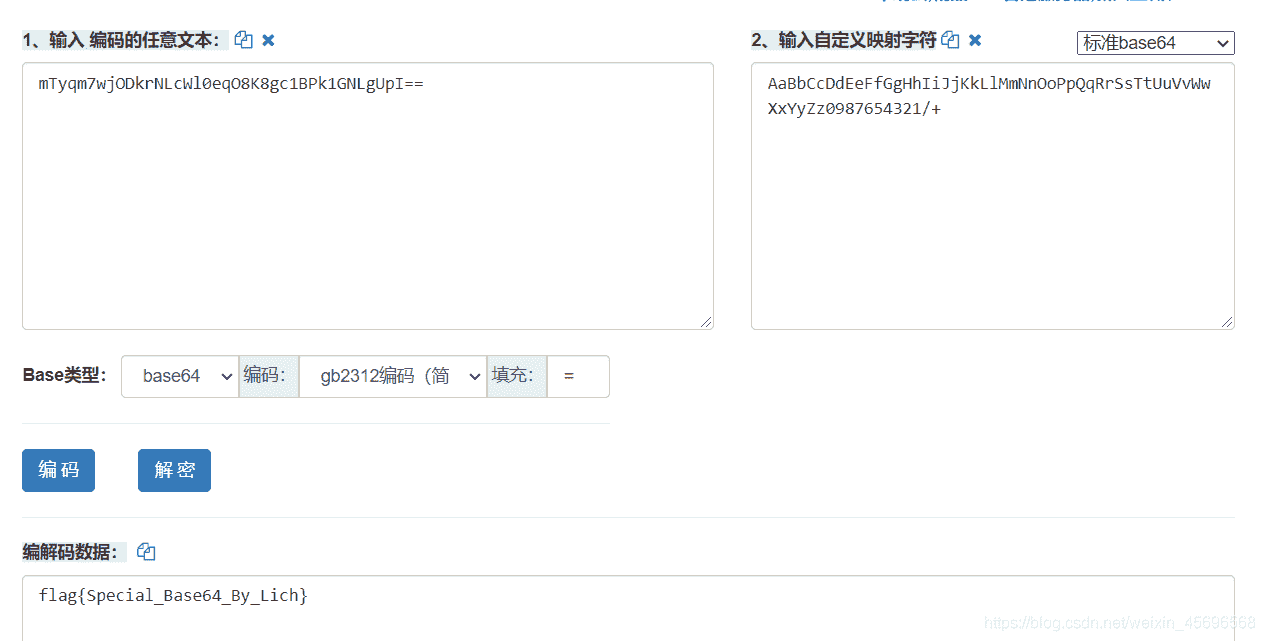 1、输入 编码的任意文本:
2、输入自定义映射字符
标准base64
mTyqm7wjODkrNLcWl0eqO8K8gc1BPk1GNLgUpI==
AaBbCcDdEeFfGgHhIiJjKkLlMmNnOoPpQqRrSsTtUuVvWw
XxYyZz0987654321/+
Base类型:
base64
编码:
gb2312编码（简
填充:
=
编码
解密
编解码数据:
flag{Special_Base64_By_Lich}
https://blog.csdn.net/weixin_45696568